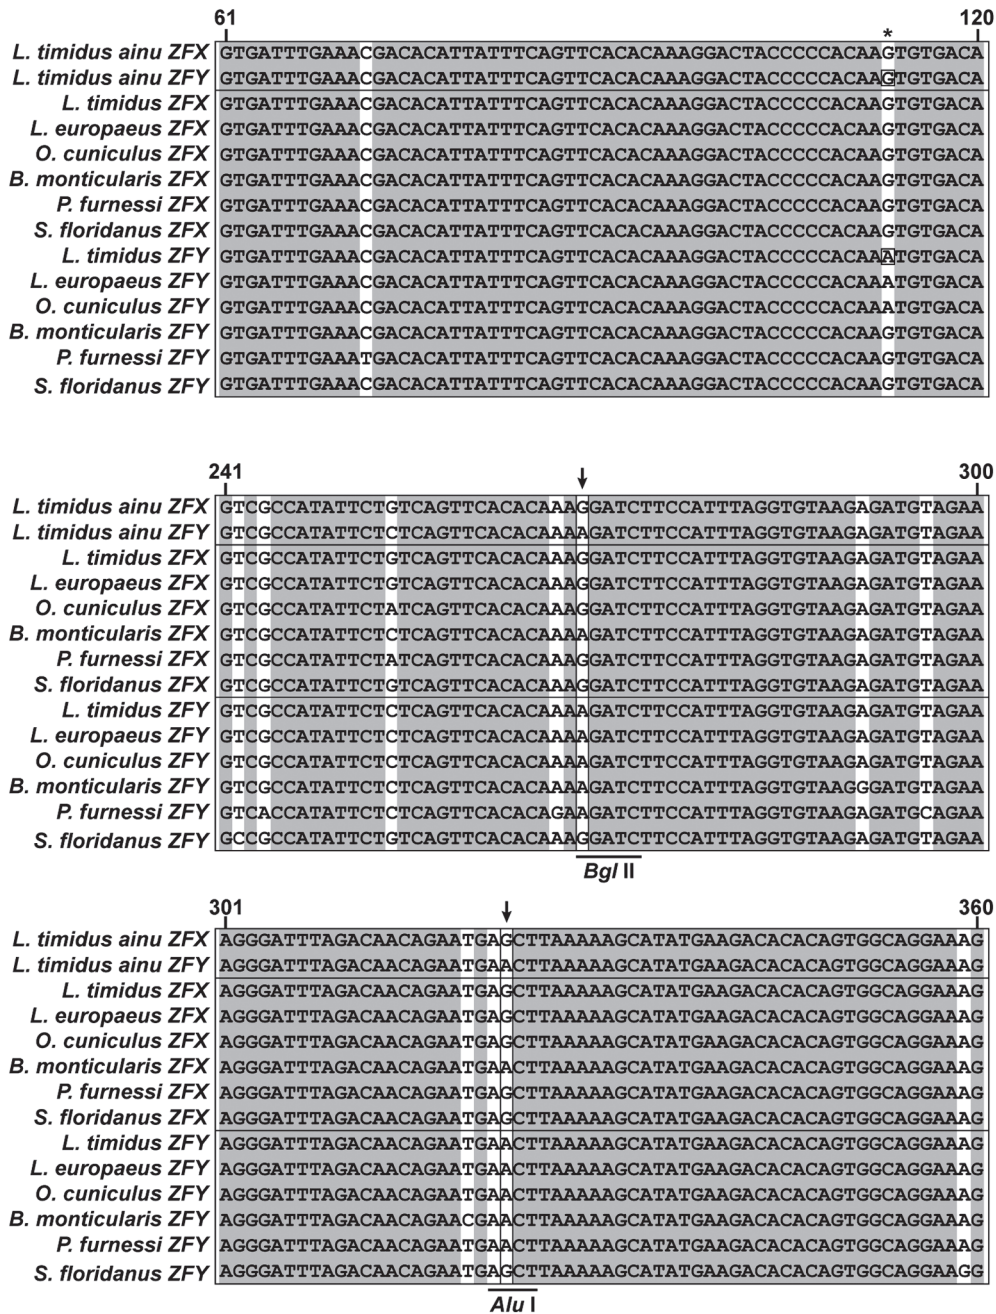 61 120
*
L. timidus ainu ZFX GTGATTTGAAACGACACATTATTTCAGTTCACACAAAGGACTACCCCCACAAGTGTGACA
L. timidus ainu ZFY GTGATTTGAAACGACACATTATTTCAGTTCACACAAAGGACTACCCCCACAAGTGTGACA
L. timidus ZFX GTGATTTGAAACGACACATTATTTCAGTTCACACAAAGGACTACCCCCACAAGTGTGACA
L. europaeus ZFX GTGATTTGAAACGACACATTATTTCAGTTCACACAAAGGACTACCCCCACAAGTGTGACA
O. cuniculus ZFX GTGATTTGAAACGACACATTATTTCAGTTCACACAAAGGACTACCCCCACAAGTGTGACA
B. monticularis ZFX GTGATTTGAAACGACACATTATTTCAGTTCACACAAAGGACTACCCCCACAAGTGTGACA
P. furnessi ZFX GTGATTTGAAACGACACATTATTTCAGTTCACACAAAGGACTACCCCCACAAGTGTGACA
S. floridanus ZFX GTGATTTGAAACGACACATTATTTCAGTTCACACAAAGGACTACCCCCACAAGTGTGACA
L. timidus ZFY GTGATTTGAAACGACACATTATTTCAGTTCACACAAAGGACTACCCCCACAAATGTGACA
L. europaeus ZFY GTGATTTGAAACGACACATTATTTCAGTTCACACAAAGGACTACCCCCACAAATGTGACA
O. cuniculus ZFY GTGATTTGAAACGACACATTATTTCAGTTCACACAAAGGACTACCCCCACAAATGTGACA
B. monticularis ZFY GTGATTTGAAACGACACATTATTTCAGTTCACACAAAGGACTACCCCCACAAGTGTGACA
P. furnessi ZFY GTGATTTGAAATGACACATTATTTCAGTTCACACAAAGGACTACCCCCACAAGTGTGACA
S. floridanus ZFY GTGATTTGAAACGACACATTATTTCAGTTCACACAAAGGACTACCCCCACAAGTGTGACA
241 300
L. timidus ainu ZFX GTCGCCATATTCTGTCAGTTCACACAAAGGATCTTCCATTTAGGTGTAAGAGATGTAGAA
L. timidus ainu ZFY GTCGCCATATTCTCTCAGTTCACACAAAAGATCTTCCATTTAGGTGTAAGAGATGTAGAA
L. timidus ZFX GTCGCCATATTCTGTCAGTTCACACAAAGGATCTTCCATTTAGGTGTAAGAGATGTAGAA
L. europaeus ZFX GTCGCCATATTCTGTCAGTTCACACAAAGGATCTTCCATTTAGGTGTAAGAGATGTAGAA
O. cuniculus ZFX GTCGCCATATTCTATCAGTTCACACAAAGGATCTTCCATTTAGGTGTAAGAGATGTAGAA
B. monticularis ZFX GTCGCCATATTCTCTCAGTTCACACAAAAGATCTTCCATTTAGGTGTAAGAGATGTAGAA
P. furnessi ZFX GTCGCCATATTCTATCAGTTCACACAAAGGATCTTCCATTTAGGTGTAAGAGATGTAGAA
S. floridanus ZFX GTCGCCATATTCTGTCAGTTCACACAAAGGATCTTCCATTTAGGTGTAAGAGATGTAGAA
L. timidus ZFY GTCGCCATATTCTCTCAGTTCACACAAAAGATCTTCCATTTAGGTGTAAGAGATGTAGAA
L. europaeus ZFY GTCGCCATATTCTCTCAGTTCACACAAAAGATCTTCCATTTAGGTGTAAGAGATGTAGAA
O. cuniculus ZFY GTCGCCATATTCTCTCAGTTCACACAAAAGATCTTCCATTTAGGTGTAAGAGATGTAGAA
B. monticularis ZFY GTCGCCATATTCTCTCAGTTCACACAAAAGATCTTCCATTTAGGTGTAAGGGATGTAGAA
P. furnessi ZFY GTCACCATATTCTCTCAGTTCACACAGAAGATCTTCCATTTAGGTGTAAGAGATGCAGAA
S. floridanus ZFY GCCGCCATATTCTGTCAGTTCACACAAAGGATCTTCCATTTAGGTGTAAGAGATGTAGAA
Bgl II
301 360
L. timidus ainu ZFX AGGGATTTAGACAACAGAATGAGCTTAAAAAGCATATGAAGACACACAGTGGCAGGAAAG
L. timidus ainu ZFY AGGGATTTAGACAACAGAATGAACTTAAAAAGCATATGAAGACACACAGTGGCAGGAAAG
L. timidus ZFX AGGGATTTAGACAACAGAATGAGCTTAAAAAGCATATGAAGACACACAGTGGCAGGAAAG
L. europaeus ZFX AGGGATTTAGACAACAGAATGAGCTTAAAAAGCATATGAAGACACACAGTGGCAGGAAAG
O. cuniculus ZFX AGGGATTTAGACAACAGAATGAGCTTAAAAAGCATATGAAGACACACAGTGGCAGGAAAG
B. monticularis ZFX AGGGATTTAGACAACAGAATGAACTTAAAAAGCATATGAAGACACACAGTGGCAGGAAAG
P. furnessi ZFX AGGGATTTAGACAACAGAATGAGCTTAAAAAGCATATGAAGACACACAGTGGCAGGAAAG
S. floridanus ZFX AGGGATTTAGACAACAGAATGAGCTTAAAAAGCATATGAAGACACACAGTGGCAGGAAAG
L. timidus ZFY AGGGATTTAGACAACAGAATGAACTTAAAAAGCATATGAAGACACACAGTGGCAGGAAAG
L. europaeus ZFY AGGGATTTAGACAACAGAATGAACTTAAAAAGCATATGAAGACACACAGTGGCAGGAAAG
O. cuniculus ZFY AGGGATTTAGACAACAGAATGAACTTAAAAAGCATATGAAGACACACAGTGGCAGGAAAG
B. monticularis ZFY AGGGATTTAGACAACAGAACGAACTTAAAAAGCATATGAAGACACACAGTGGCAGGAAAG
P. furnessi ZFY AGGGATTTAGACAACAGAATGAACTTAAAAAGCATATGAAGACACACAGTGGCAGGAAAG
S. floridanus ZFY AGGGATTTAGACAACAGAATGAGCTTAAAAAGCATATGAAGACACACAGTGGCAGGAAGG
Alu I